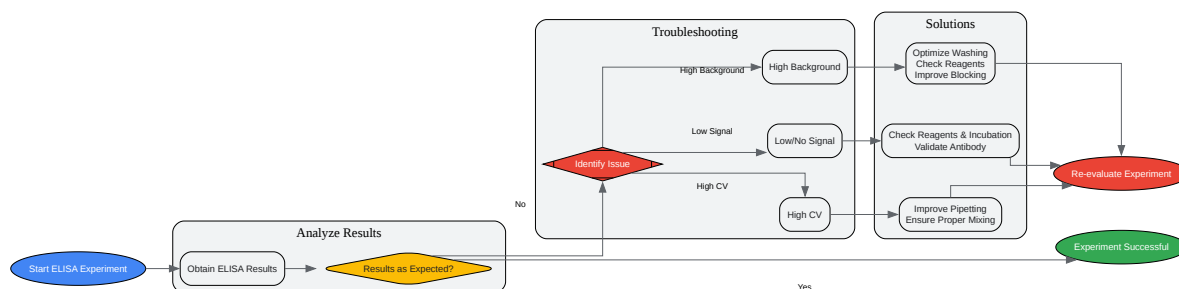 Troubleshooting
Solutions
High Background
High Background
Optimize Washing
Check Reagents
Improve Blocking
Low Signal
Low/No Signal
Check Reagents & Incubation
Validate Antibody
Identify Issue
Re-evaluate Experiment
High CV
High CV
Improve Pipetting
Ensure Proper Mixing
No
Analyze Results
Start ELISA Experiment
Obtain ELISA Results
Results as Expected?
Experiment Successful
Yes